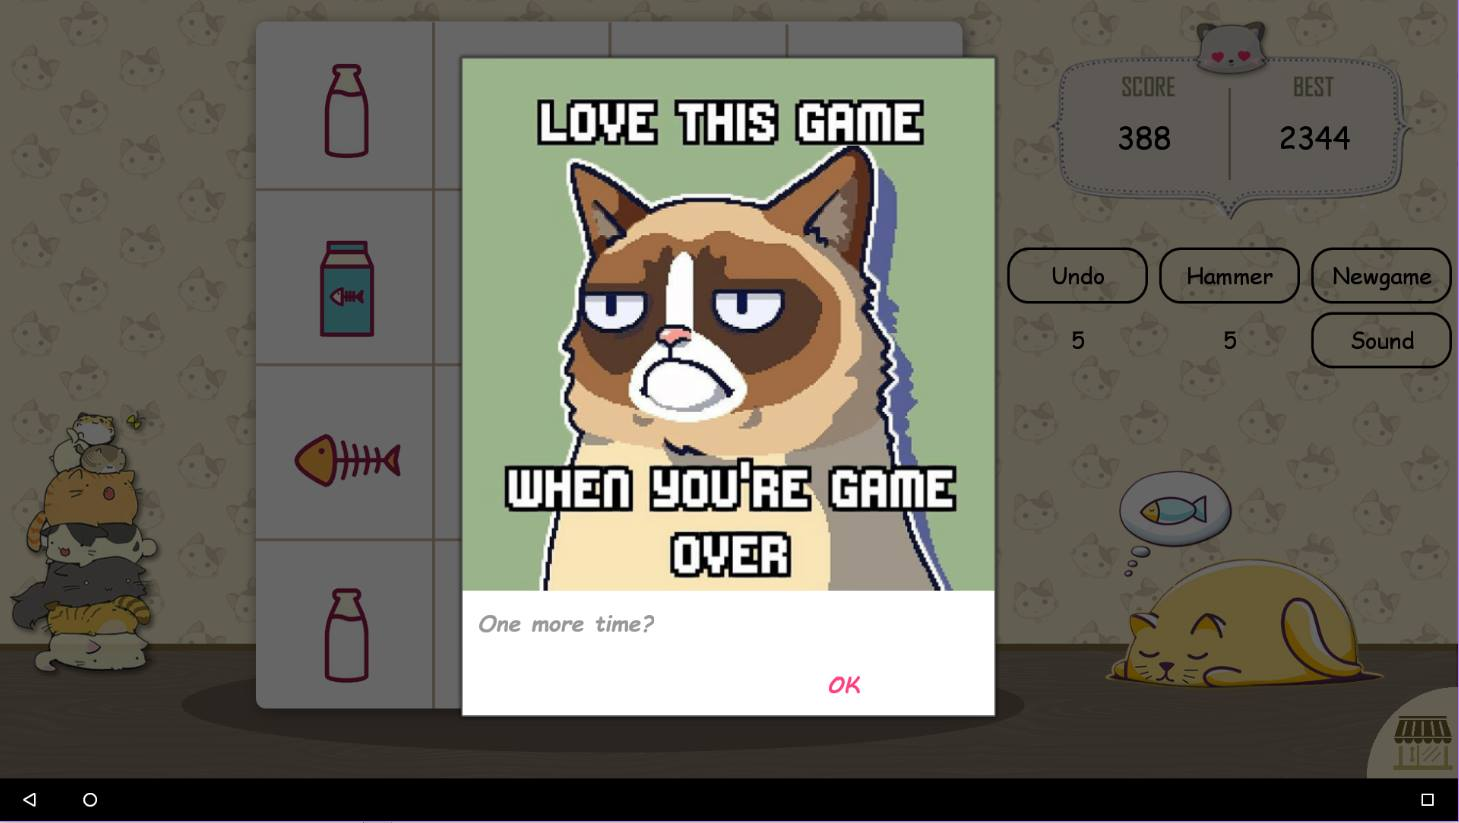 LOVE THIS GAME
WHEN YOU'RE GAME
OVER
One more time?
OK
SCORE
BEST
388
2344
Undo
Hammer
Newgame
5
5
Sound